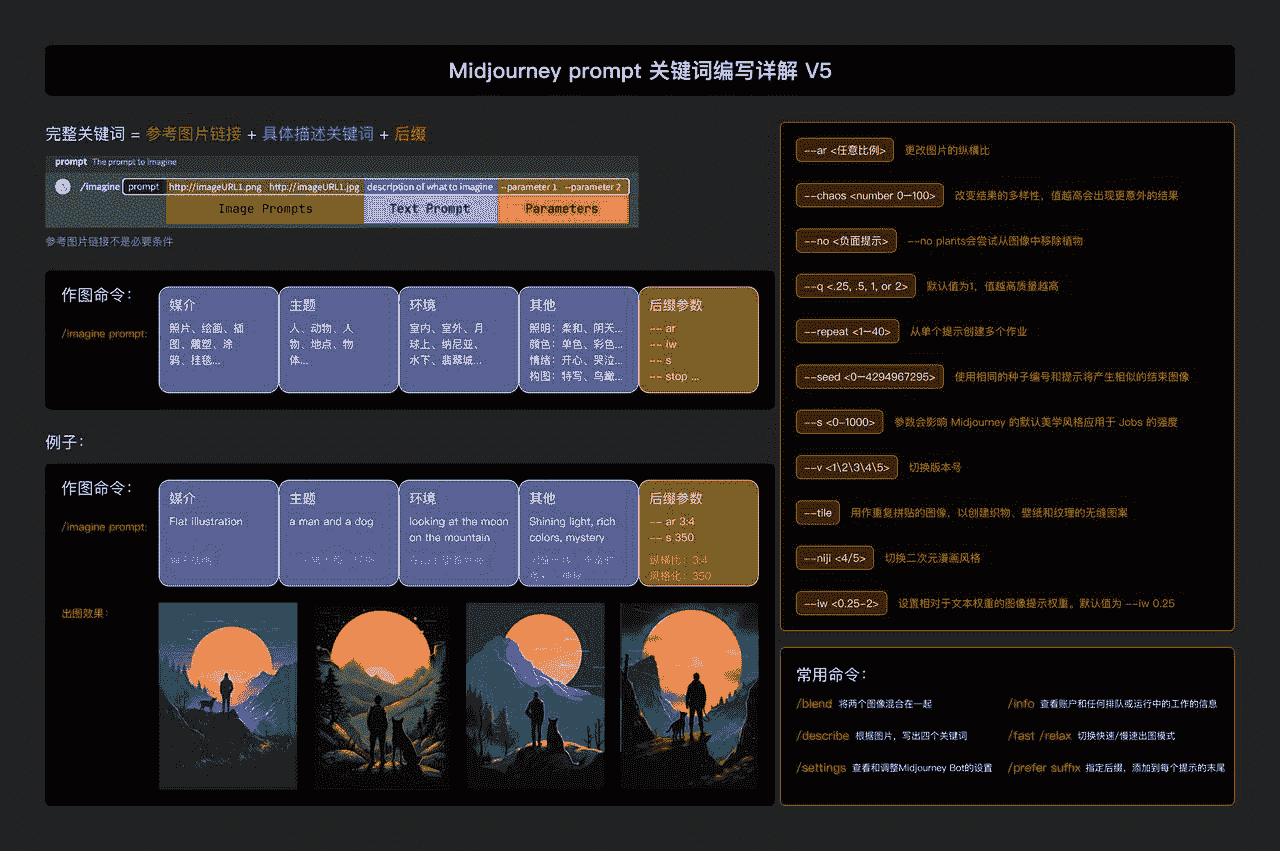 Midjourney prompt 关键词编写详解 V5
完整关键词 = 参考图片链接 + 具体描述关键词 + 后缀
prompt The prompt to imagine
/imagine prompt http://imageURL1.png http://imageURL1.jpg description of what to imagine --parameter 1 --parameter 2
Image Prompts Text Prompt Parameters
参考图片链接不是必要条件
作图命令：
/imagine prompt:
媒介
照片、绘画、插
图、雕塑、涂
鸦、挂毯...
主题
人、动物、人
物、地点、物
体...
环境
室内、室外、月
球上、纳尼亚、
水下、翡翠城...
其他
照明：柔和、阴天...
颜色：单色、彩色...
情绪：开心、哭泣...
构图：特写、鸟瞰...
后缀参数
-- ar
-- iw
-- s
-- stop ...
例子：
作图命令：
/imagine prompt:
媒介
Flat illustration
主题
a man and a dog
环境
looking at the moon
on the mountain
其他
Shining light, rich
colors, mystery
后缀参数
-- ar 3:4
-- s 350
纵横比：3:4
风格化：350
出图效果：
--ar <任意比例> 更改图片的纵横比
--chaos <number 0—100> 改变结果的多样性，值越高会出现更意外的结果
--no <负面提示> --no plants会尝试从图像中移除植物
--q <.25, .5, 1, or 2> 默认值为1，值越高质量越高
--repeat <1—40> 从单个提示创建多个作业
--seed <0—4294967295> 使用相同的种子编号和提示将产生相似的结束图像
--s <0-1000> 参数会影响 Midjourney 的默认美学风格应用于 Jobs 的强度
--v <1\2\3\4\5> 切换版本号
--tile 用作重复拼贴的图像，以创建织物、壁纸和纹理的无缝图案
--niji <4/5> 切换二次元漫画风格
--iw <0.25-2> 设置相对于文本权重的图像提示权重。默认值为 --iw 0.25
常用命令：
/blend 将两个图像混合在一起
/info 查看账户和任何排队或运行中的工作的信息
/describe 根据图片，写出四个关键词
/fast /relax 切换快速/慢速出图模式
/settings 查看和调整Midjourney Bot的设置
/prefer suffix 指定后缀，添加到每个提示的末尾